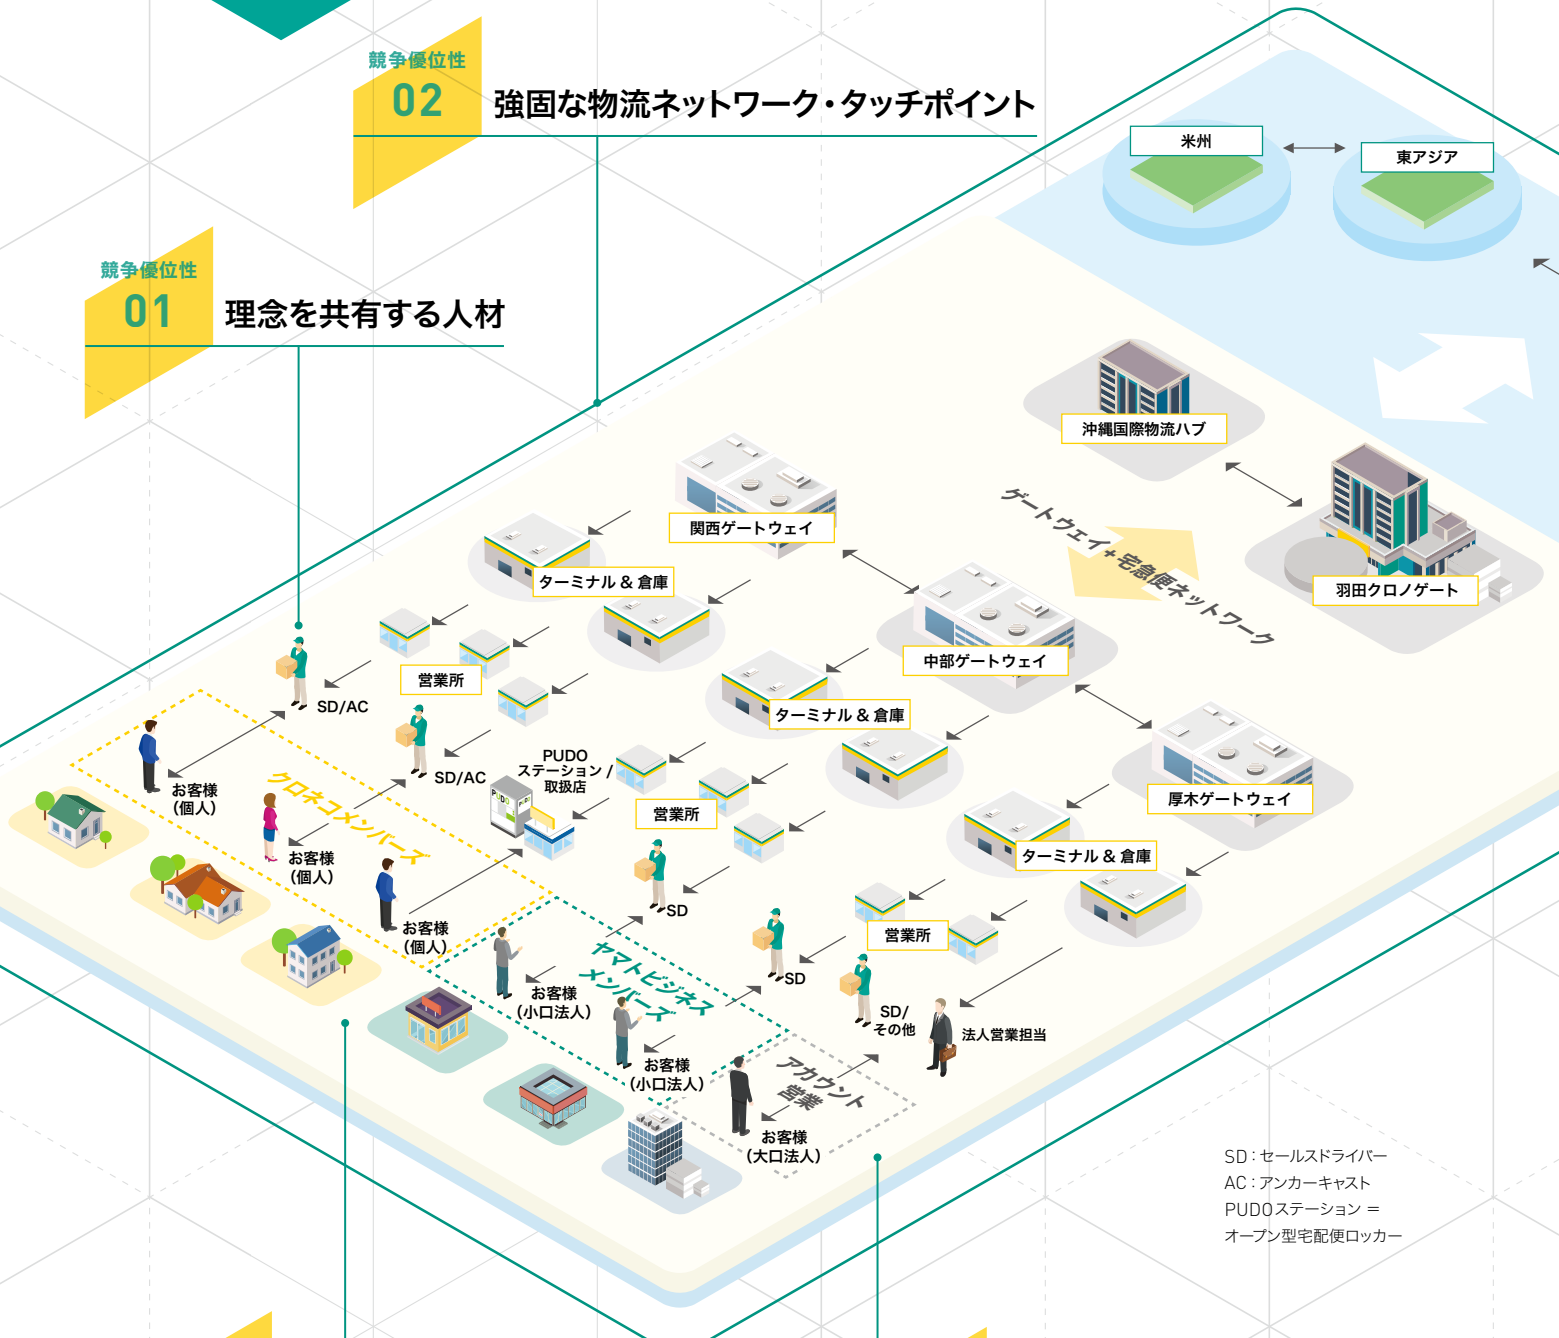 競争優位性
02
強固な物流ネットワーク・タッチポイント
競争優位性
01
理念を共有する人材
米州
東アジア
沖縄国際物流ハブ
羽田クロノゲート
ゲートウェイ+宅急便ネットワーク
関西ゲートウェイ
ターミナル & 倉庫
中部ゲートウェイ
営業所
ターミナル & 倉庫
厚木ゲートウェイ
SD/AC
SD/AC
PUDO
ステーション /
取扱店
PUDO
営業所
ターミナル & 倉庫
お客様
(個人)
クロネコメンバーズ
お客様
(個人)
お客様
(個人)
SD
営業所
SD
ヤマトビジネス
メンバーズ
お客様
(小口法人)
SD/
その他
法人営業担当
お客様
(小口法人)
アカウント
営業
お客様
(大口法人)
SD：セールスドライバー
AC：アンカーキャスト
PUDOステーション ＝
オープン型宅配便ロッカー